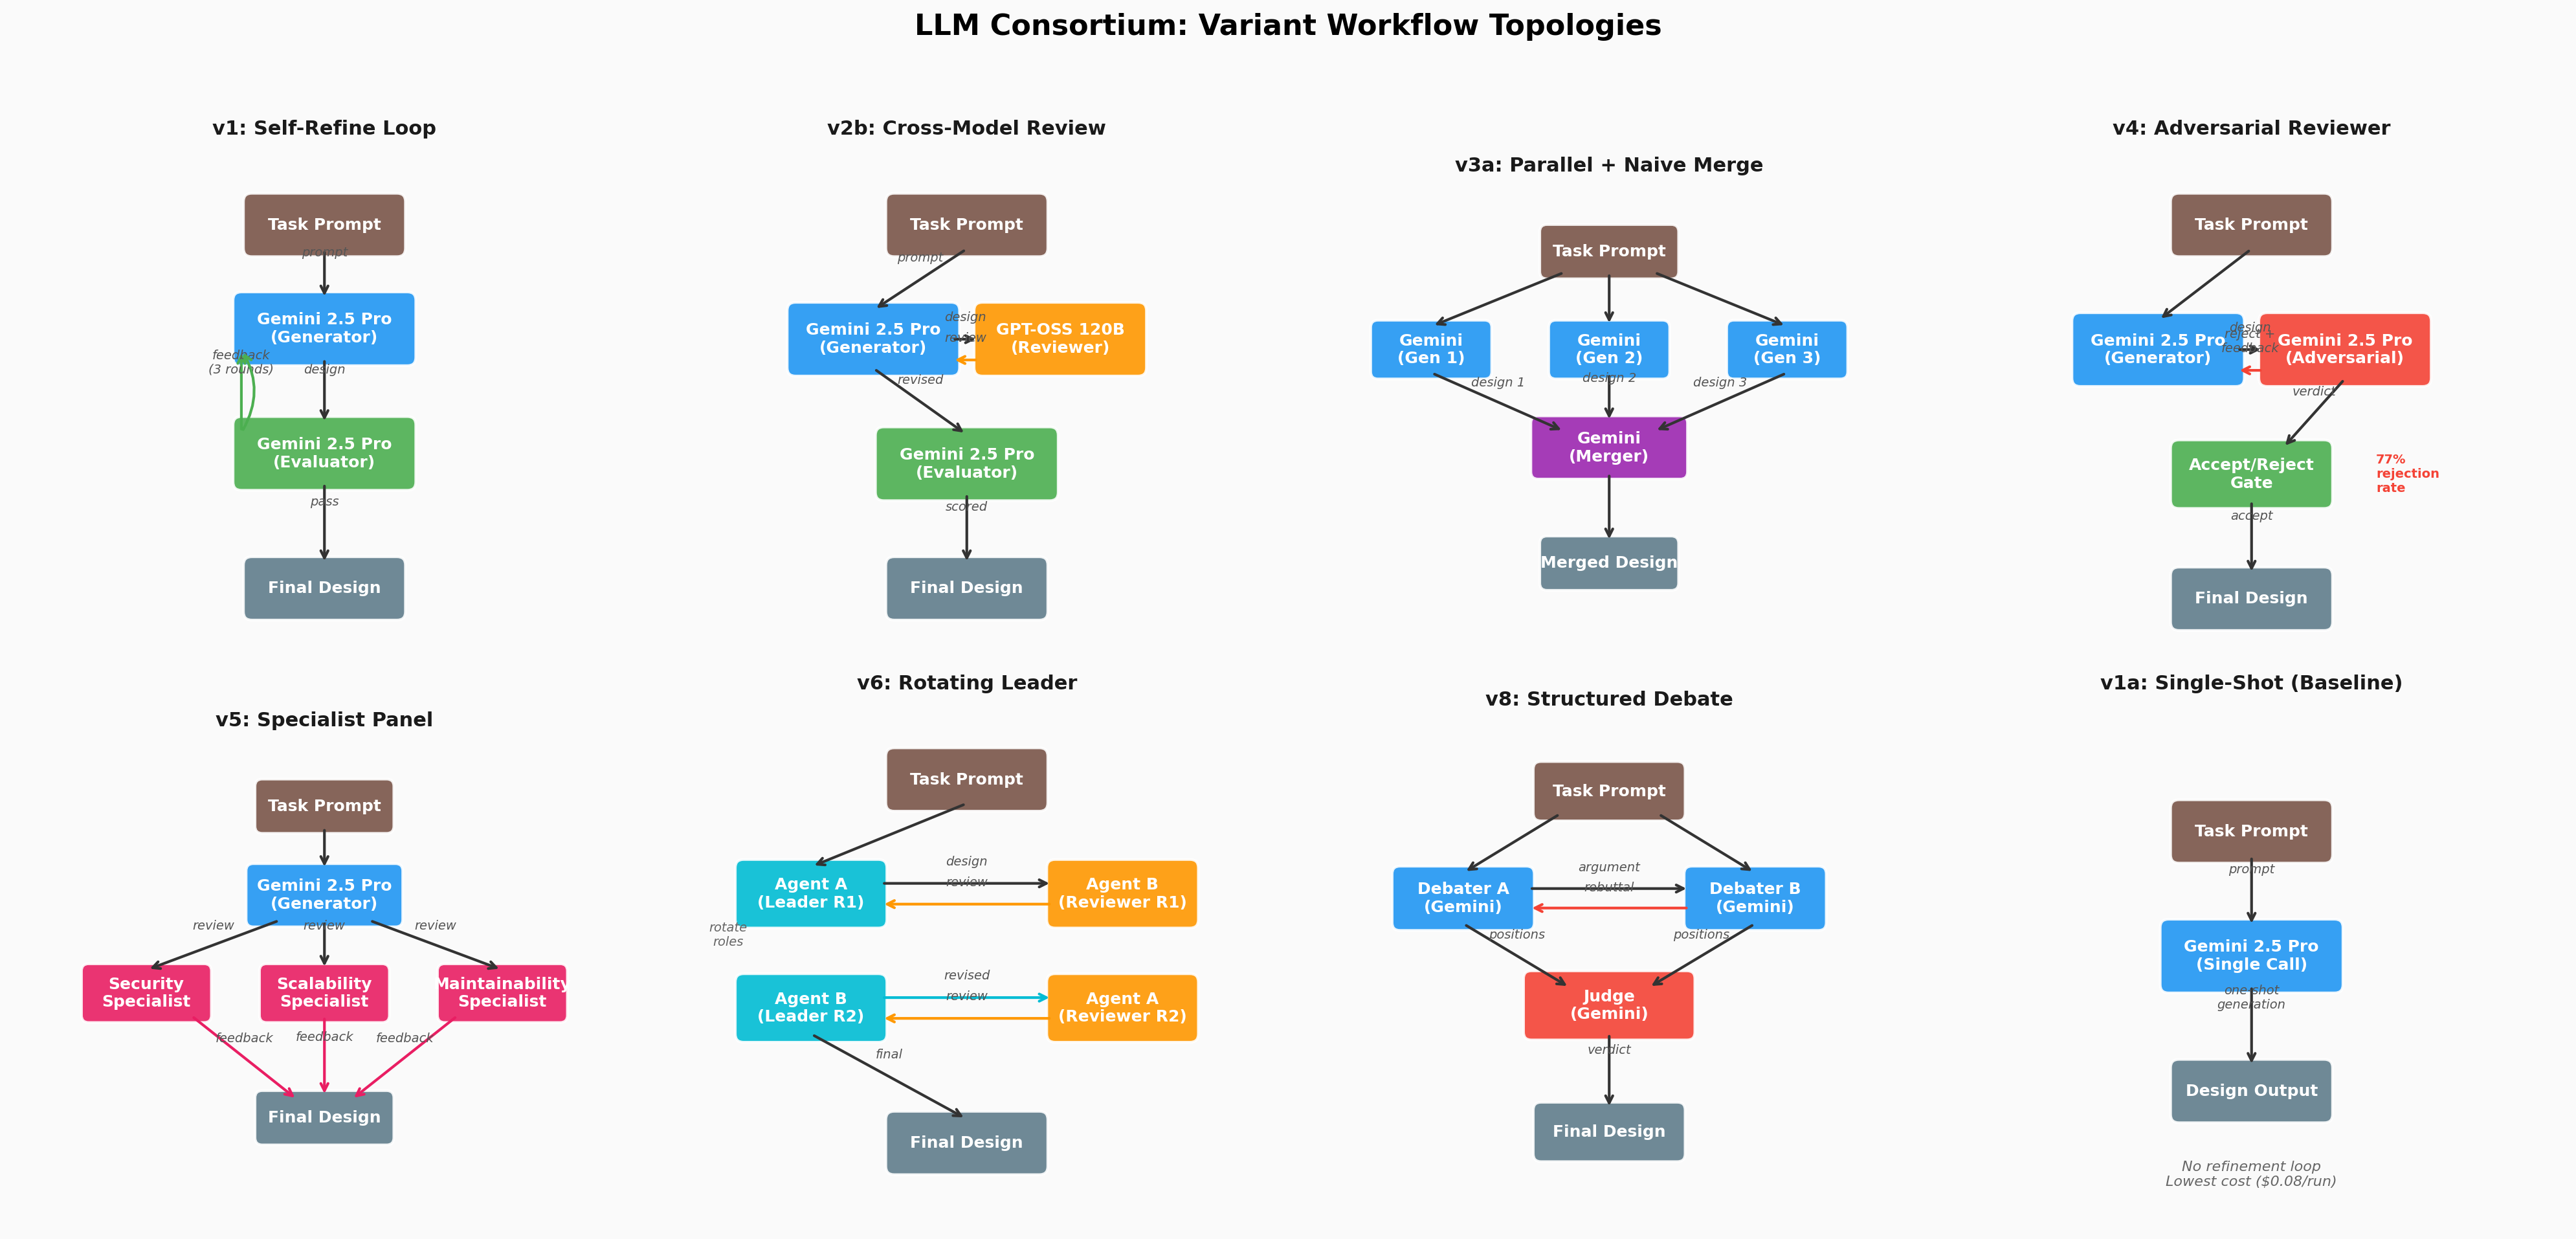 LLM Consortium: Variant Workflow Topologies
v1: Self-Refine Loop
Task Prompt
prompt
Gemini 2.5 Pro
(Generator)
feedback
(3 rounds)
design
Gemini 2.5 Pro
(Evaluator)
pass
Final Design
v2b: Cross-Model Review
Task Prompt
prompt
Gemini 2.5 Pro
(Generator)
design
review
GPT-OSS 120B
(Reviewer)
revised
Gemini 2.5 Pro
(Evaluator)
scored
Final Design
v3a: Parallel + Naive Merge
Task Prompt
Gemini
(Gen 1)
Gemini
(Gen 2)
Gemini
(Gen 3)
design 1
design 2
design 3
Gemini
(Merger)
Merged Design
v4: Adversarial Reviewer
Task Prompt
Gemini 2.5 Pro
(Generator)
design
reject +
feedback
Gemini 2.5 Pro
(Adversarial)
verdict
Accept/Reject
Gate
77%
rejection
rate
accept
Final Design
v5: Specialist Panel
Task Prompt
Gemini 2.5 Pro
(Generator)
review
review
review
Security
Specialist
Scalability
Specialist
Maintainability
Specialist
feedback
feedback
feedback
Final Design
v6: Rotating Leader
Task Prompt
Agent A
(Leader R1)
design
review
Agent B
(Reviewer R1)
rotate
roles
Agent B
(Leader R2)
revised
review
Agent A
(Reviewer R2)
final
Final Design
v8: Structured Debate
Task Prompt
Debater A
(Gemini)
argument
rebuttal
Debater B
(Gemini)
positions
positions
Judge
(Gemini)
verdict
Final Design
v1a: Single-Shot (Baseline)
Task Prompt
prompt
Gemini 2.5 Pro
(Single Call)
one-shot
generation
Design Output
No refinement loop
Lowest cost ($0.08/run)